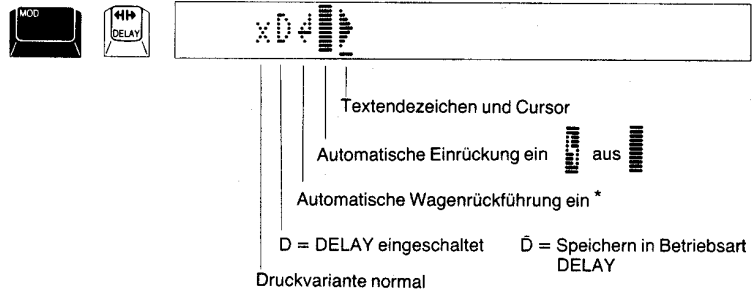 MOD
DELAY
x D
Textendezeichen und Cursor
Automatische Einrückung ein aus
Automatische Wagenrückführung ein *
D = DELAY eingeschaltet D̄ = Speichern in Betriebsart
DELAY
Druckvariante normal